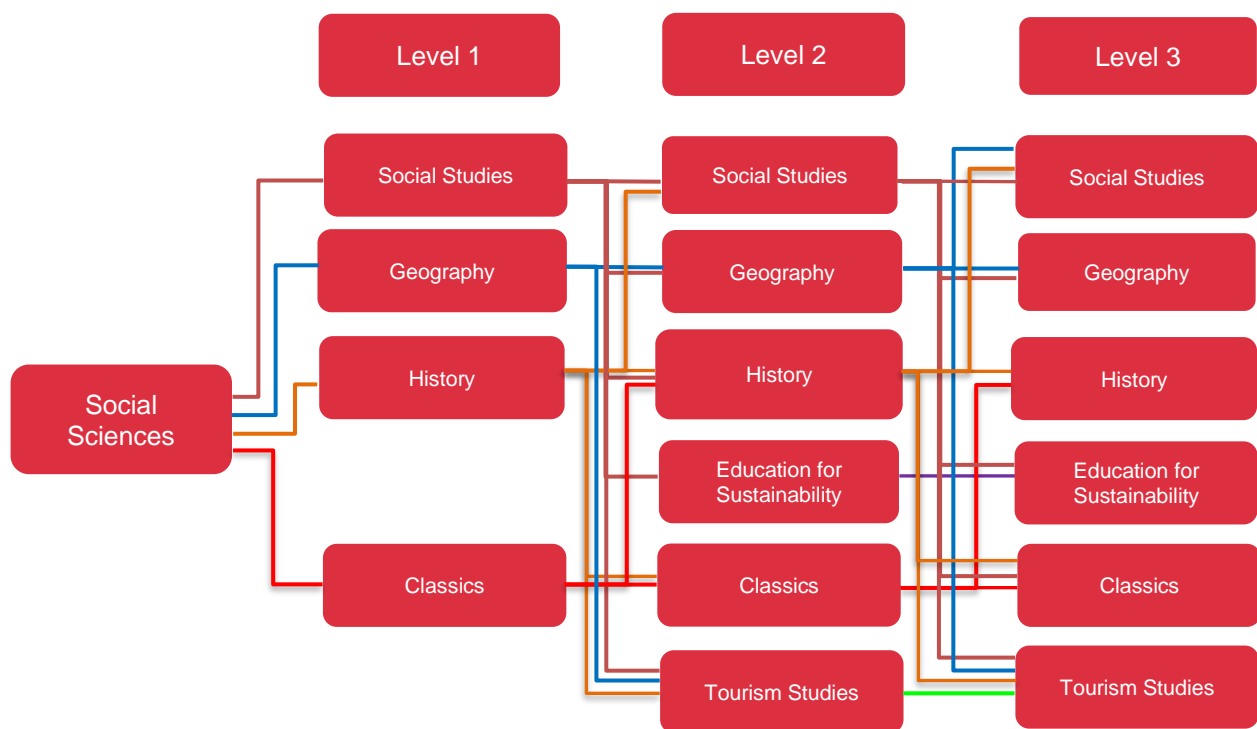 Level 1
Level 2
Level 3
Social Studies
Social Studies
Social Studies
Geography
Geography
Geography
History
History
History
Social
Sciences
Education for
Sustainability
Education for
Sustainability
Classics
Classics
Classics
Tourism Studies
Tourism Studies